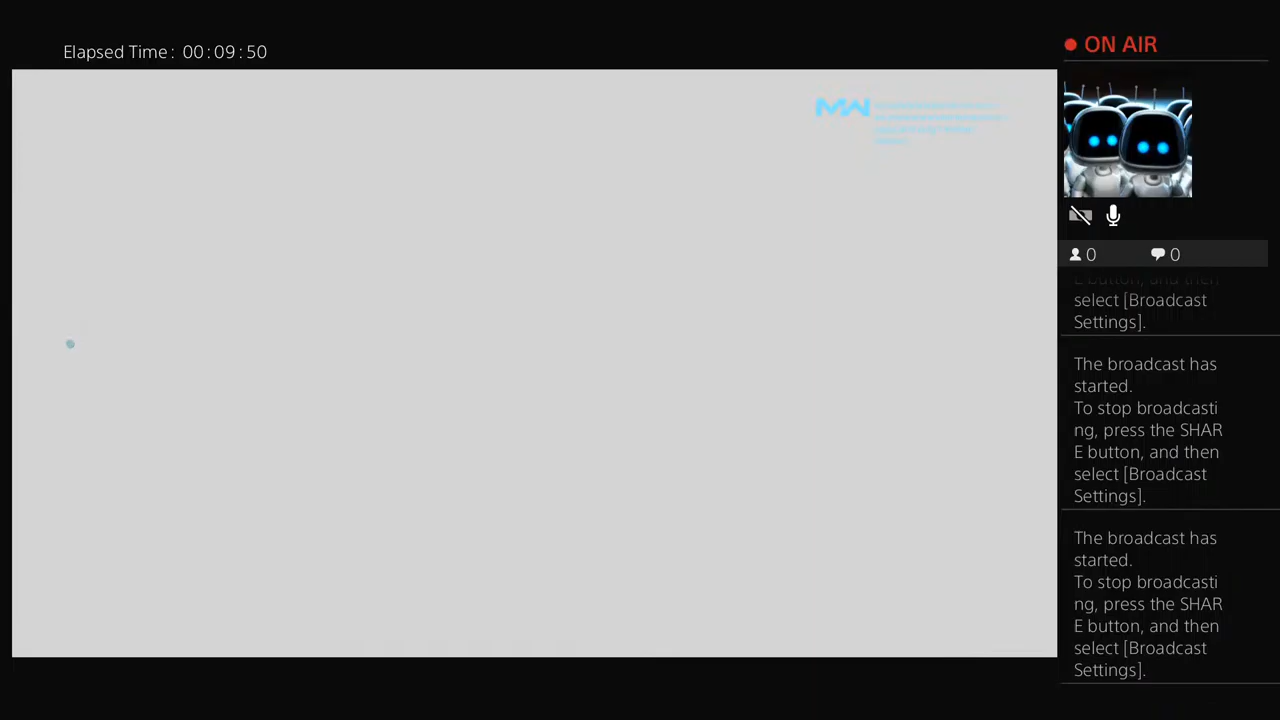 Elapsed Time: 00:09:50
ON AIR
MW
0 0
select [Broadcast
Settings].
The broadcast has
started.
To stop broadcasti
ng, press the SHAR
E button, and then
select [Broadcast
Settings].
The broadcast has
started.
To stop broadcasti
ng, press the SHAR
E button, and then
select [Broadcast
Settings].